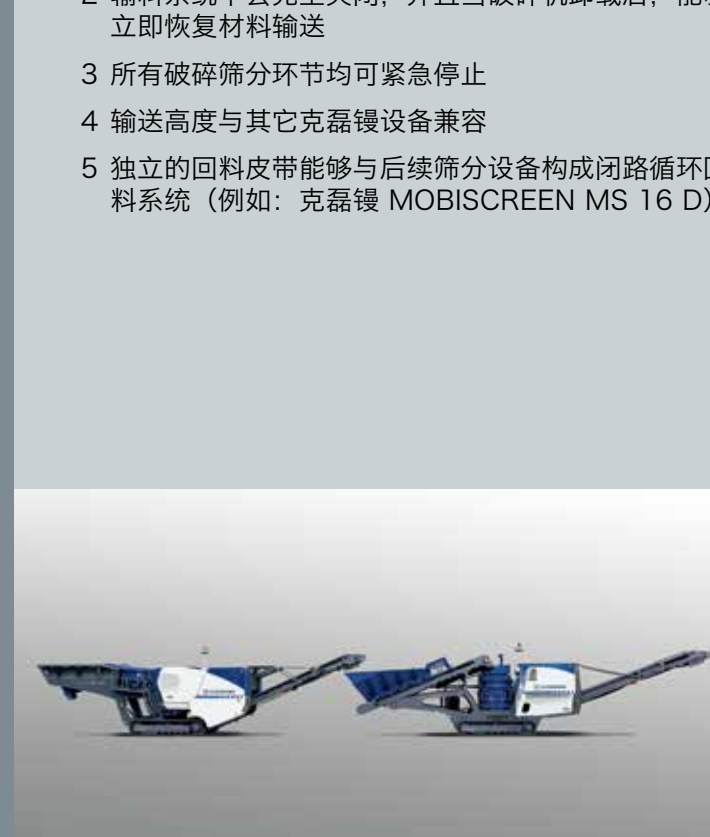 立即恢复材料输送
3 所有破碎筛分环节均可紧急停止
4 输送高度与其它克磊镘设备兼容
5 独立的回料皮带能够与后续筛分设备构成闭路循环回
料系统（例如：克磊镘 MOBISCREEN MS 16 D）